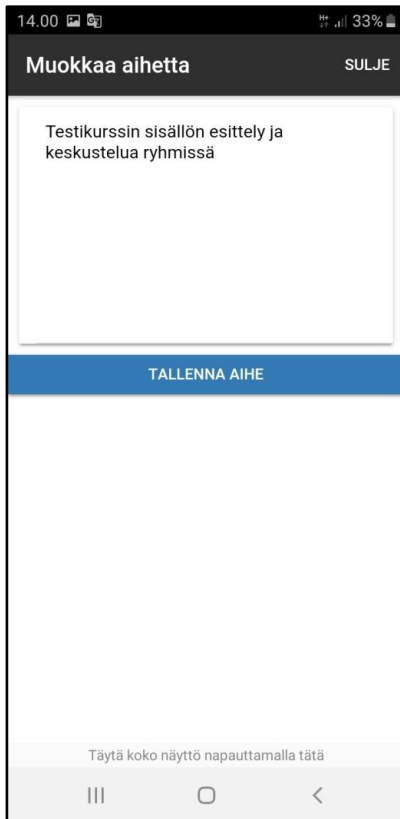 14.00 33%
Muokkaa aihetta SULJE
Testikurssin sisällön esittely ja
keskustelua ryhmissä
TALLENNA AIHE
Täytä koko näyttö napauttamalla tätä